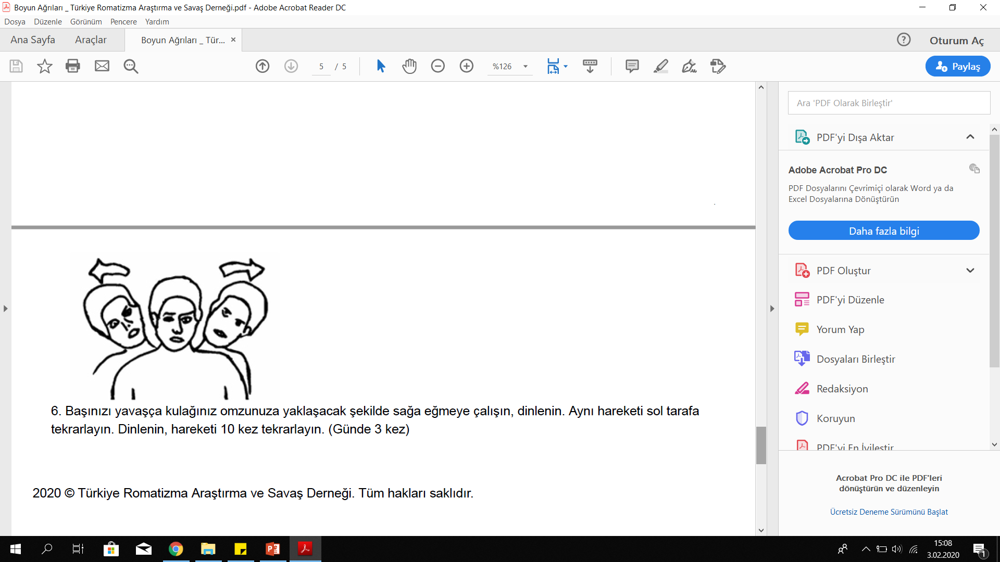 Boyun Ağrıları _ Türkiye Romatizma Araştırma ve Savaş Derneği.pdf - Adobe Acrobat Reader DC
Dosya Düzenle Görünüm Pencere Yardım
Ana Sayfa Araçlar Boyun Ağrıları _ Tür... Oturum Aç
5 / 5 %126 Paylaş
Ara 'PDF Olarak Birleştir'
PDF'yi Dışa Aktar
Adobe Acrobat Pro DC
PDF Dosyalarını Çevrimiçi olarak Word ya da
Excel Dosyalarına Dönüştürün
Daha fazla bilgi
PDF Oluştur
PDF'yi Düzenle
Yorum Yap
Dosyaları Birleştir
Redaksiyon
Koruyun
PDF'yi En İyileştir
Acrobat Pro DC ile PDF'leri
dönüştürün ve düzenleyin
Ücretsiz Deneme Sürümünü Başlat
6. Başınızı yavaşça kulağınız omzunuza yaklaşacak şekilde sağa eğmeye çalışın, dinlenin. Aynı hareketi sol tarafa
tekrarlayın. Dinlenin, hareketi 10 kez tekrarlayın. (Günde 3 kez)
2020 © Türkiye Romatizma Araştırma ve Savaş Derneği. Tüm hakları saklıdır.
15:08
3.02.2020
1